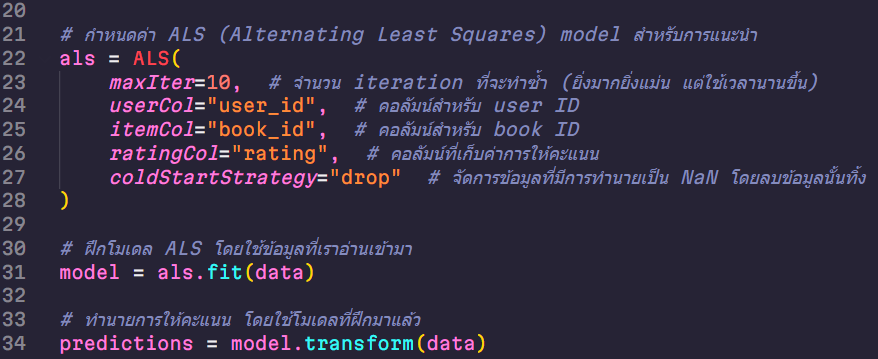 20
21 # กำหนดค่า ALS (Alternating Least Squares) model สำหรับการแนะนำ
22 als = ALS(
23     maxIter=10,  # จำนวน iteration ที่จะทำซ้ำ (ยิ่งมากยิ่งแม่น แต่ใช้เวลานานขึ้น)
24     userCol="user_id",  # คอลัมน์สำหรับ user ID
25     itemCol="book_id",  # คอลัมน์สำหรับ book ID
26     ratingCol="rating",  # คอลัมน์ที่เก็บค่าการให้คะแนน
27     coldStartStrategy="drop"  # จัดการข้อมูลที่มีการทำนายเป็น NaN โดยลบข้อมูลนั้นทิ้ง
28 )
29
30 # ฝึกโมเดล ALS โดยใช้ข้อมูลที่เราอ่านเข้ามา
31 model = als.fit(data)
32
33 # ทำนายการให้คะแนน โดยใช้โมเดลที่ฝึกมาแล้ว
34 predictions = model.transform(data)